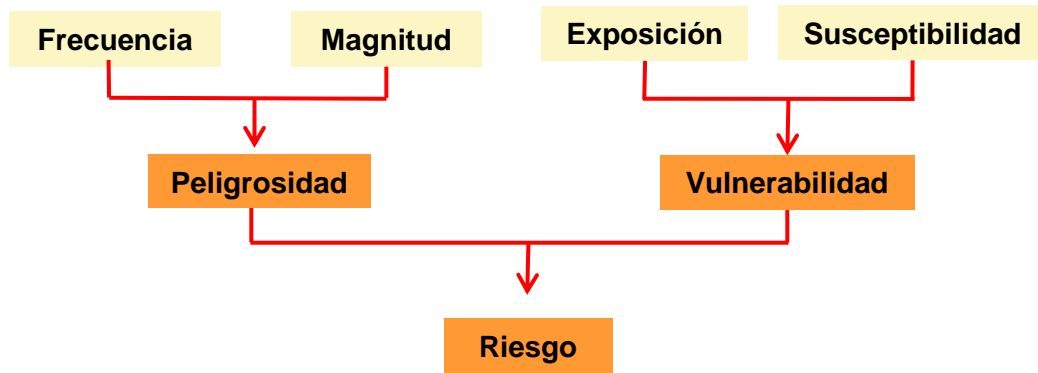 Frecuencia
Magnitud
Exposición
Susceptibilidad
Peligrosidad
Vulnerabilidad
Riesgo